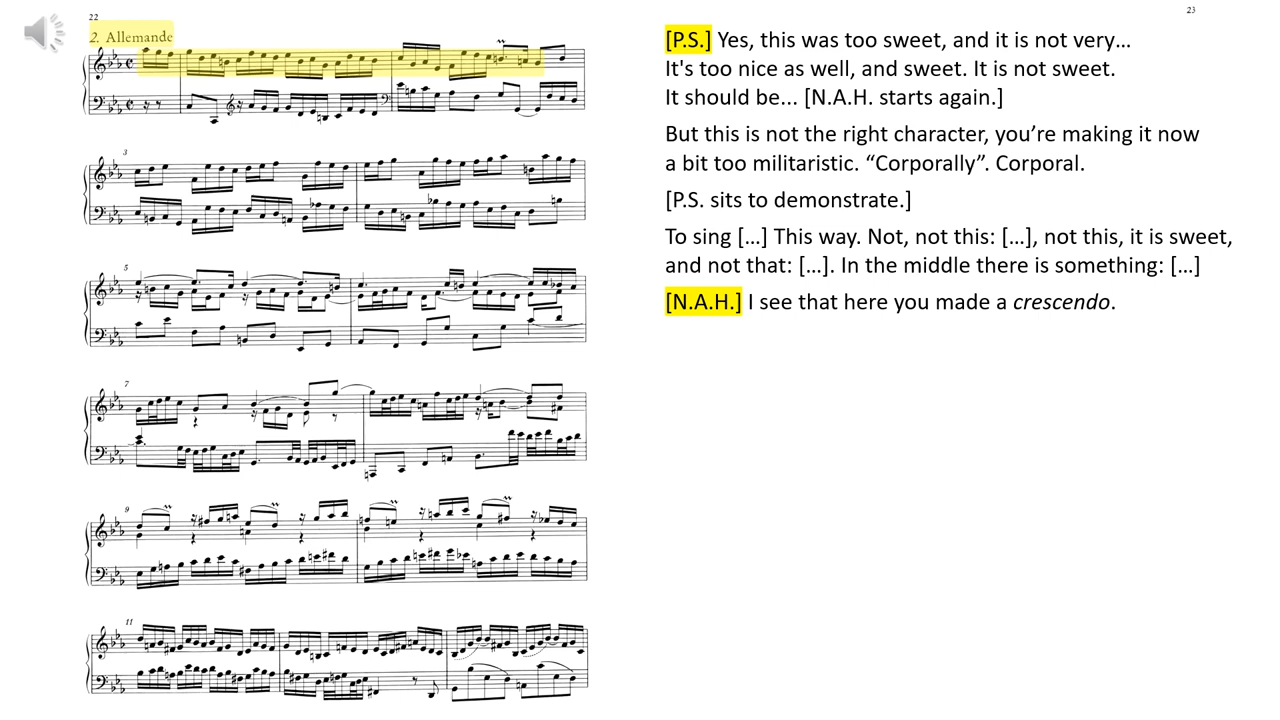 22
2. Allemande
3
5
7
9
11
23
[P.S.] Yes, this was too sweet, and it is not very…
It's too nice as well, and sweet. It is not sweet.
It should be... [N.A.H. starts again.]
But this is not the right character, you’re making it now
a bit too militaristic. “Corporally”. Corporal.
[P.S. sits to demonstrate.]
To sing […] This way. Not, not this: […], not this, it is sweet,
and not that: […]. In the middle there is something: […]
[N.A.H.] I see that here you made a crescendo.